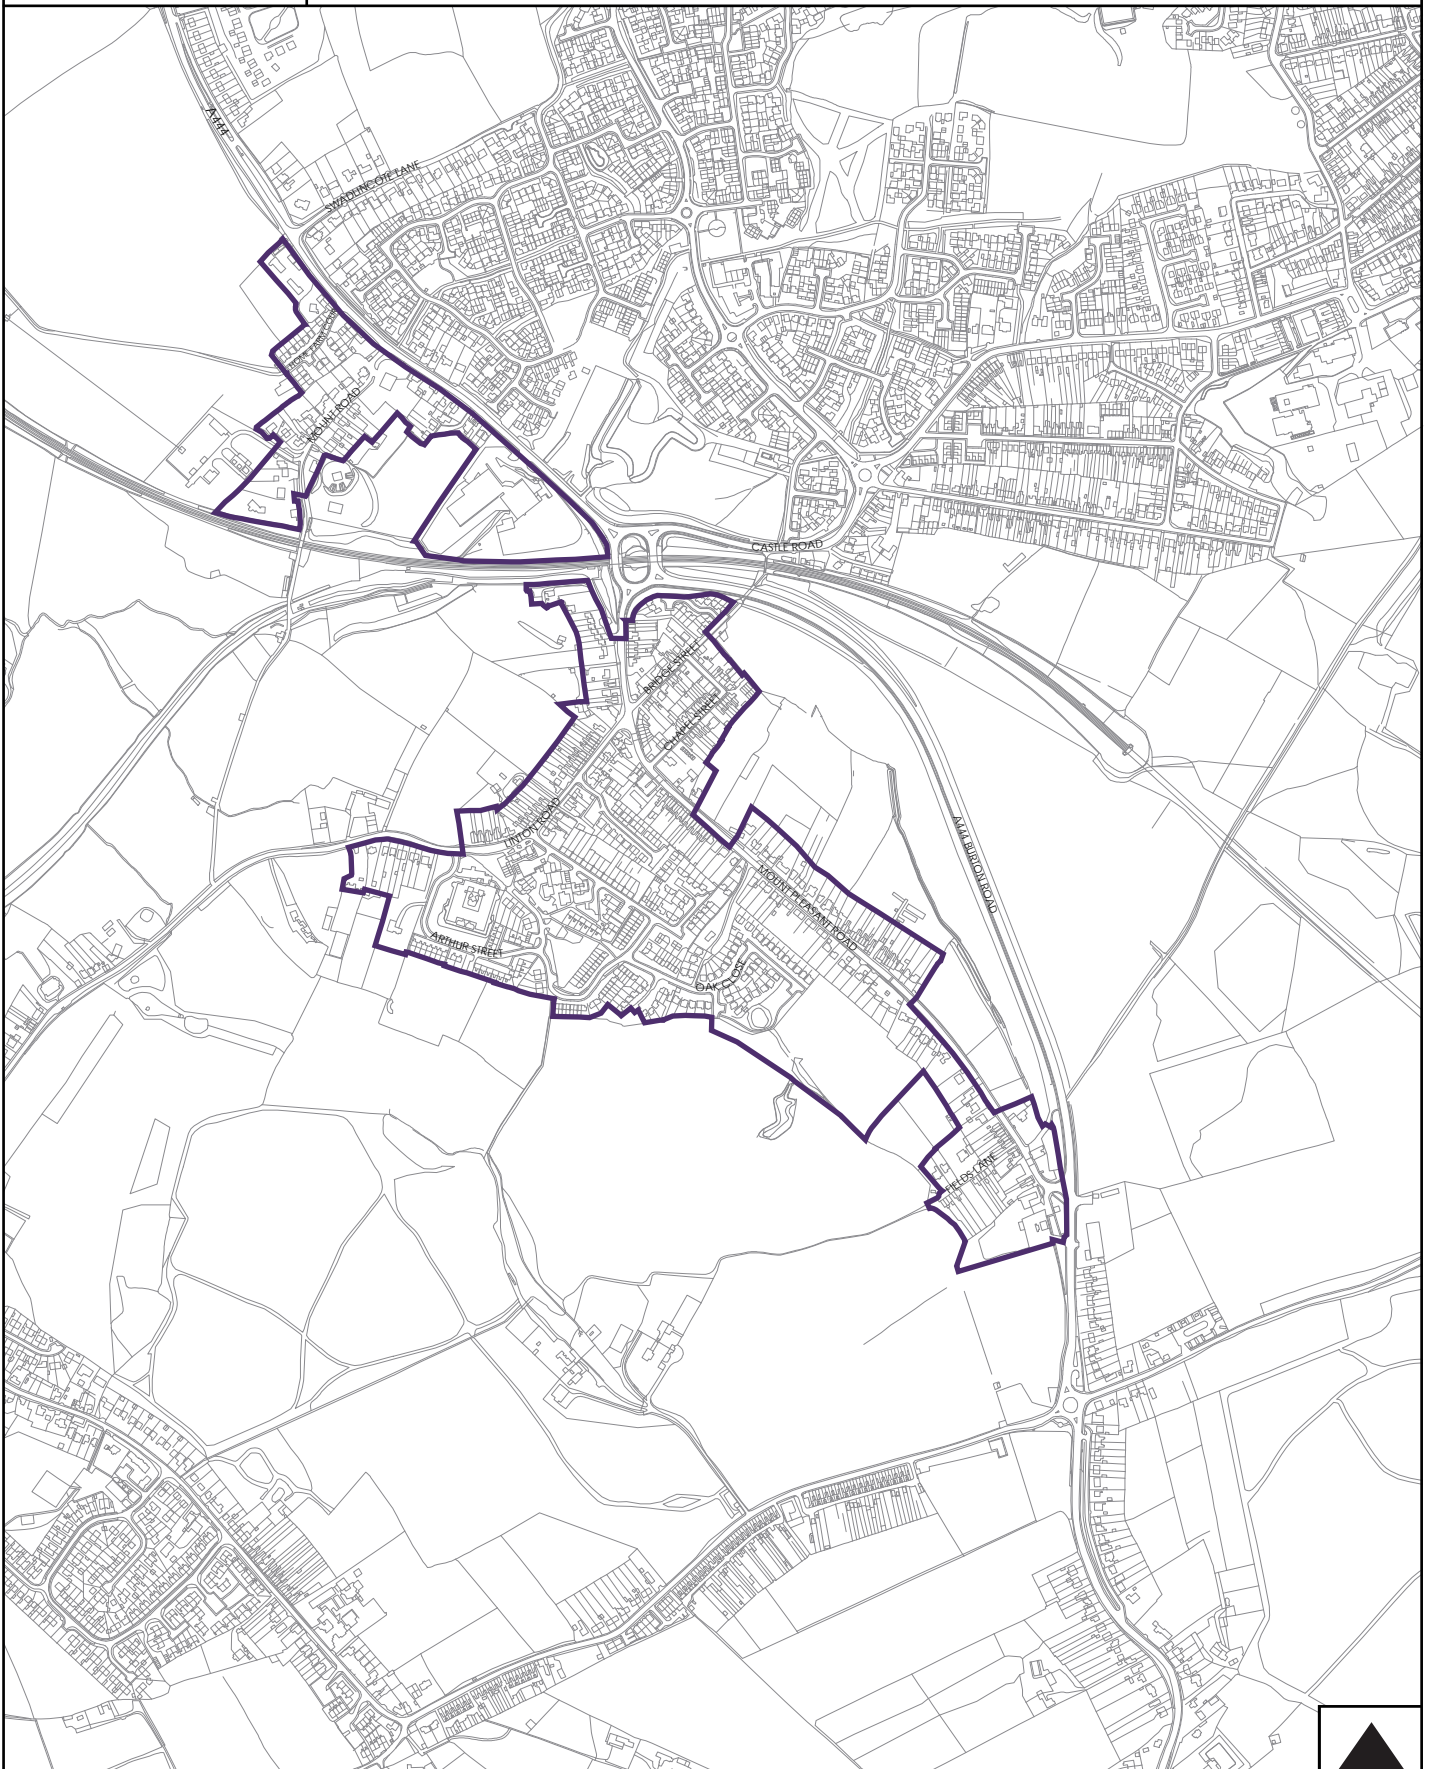 A444
SWADLINCOTE LANE
MOUNT ROAD
CASTLE ROAD
BRIDGE STREET
CHAPEL STREET
LINTON ROAD
A444 BURTON ROAD
MOUNT PLEASANT ROAD
ARTHUR STREET
OAK CLOSE
FIELDS LANE